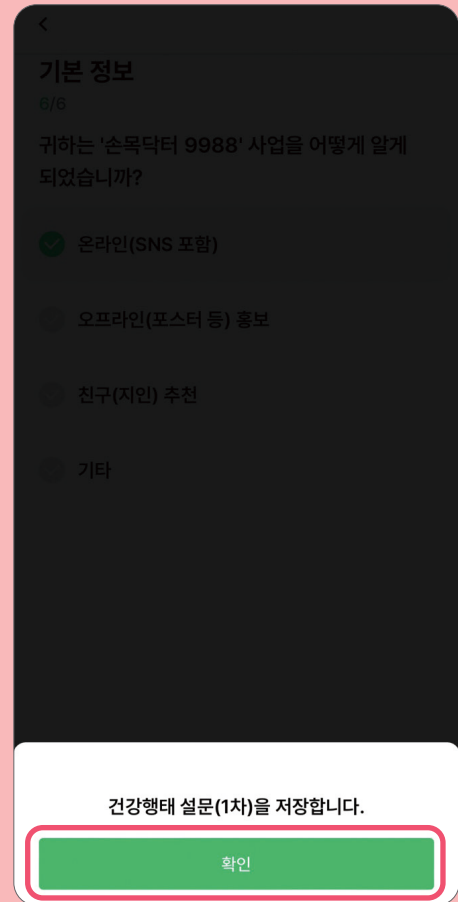 기본 정보
6/6
귀하는 '손목닥터 9988' 사업을 어떻게 알게
되었습니까?
온라인(SNS 포함)
오프라인(포스터 등) 홍보
친구(지인) 추천
기타
건강행태 설문(1차)을 저장합니다.
확인